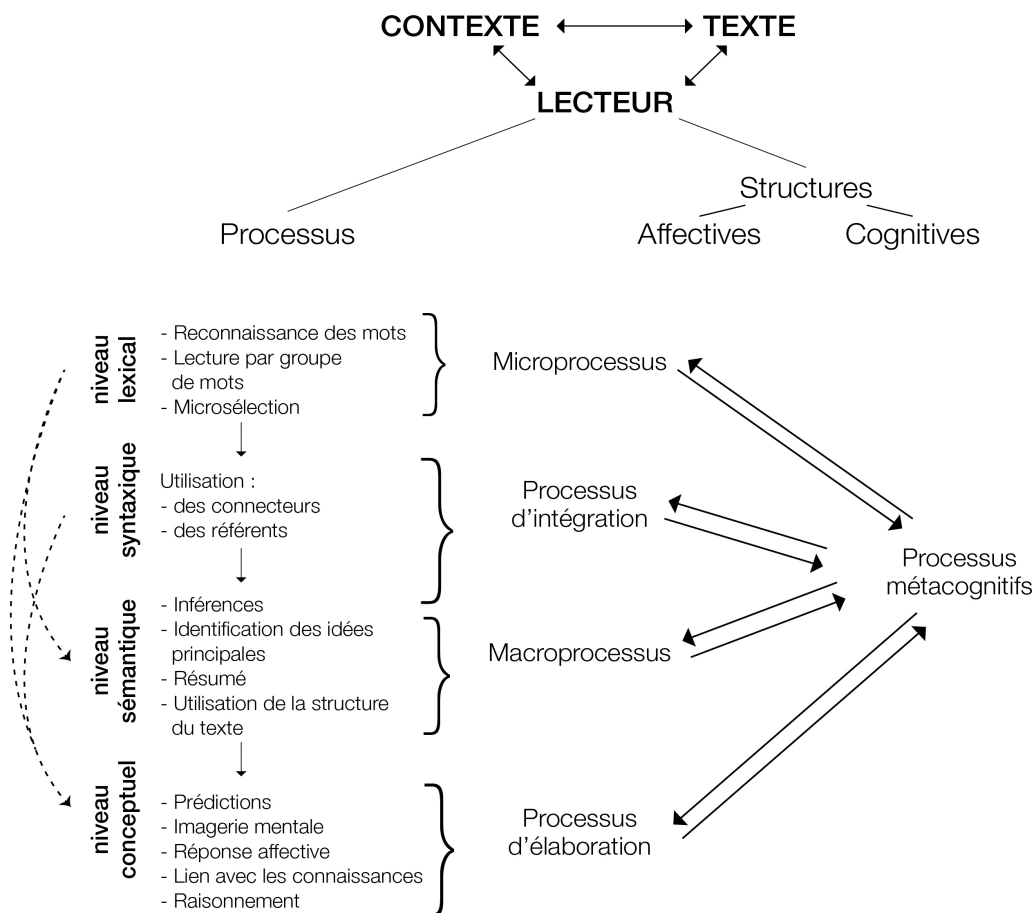 CONTEXTE TEXTE
LECTEUR
Structures
Processus Affectives Cognitives
niveau
lexical
- Reconnaissance des mots
- Lecture par groupe
de mots
- Microsélection
Microprocessus
niveau
syntaxique
Utilisation :
- des connecteurs
- des référents
Processus
d’intégration
Processus
métacognitifs
niveau
sémantique
- Inférences
- Identification des idées
principales
- Résumé
- Utilisation de la structure
du texte
Macroprocessus
niveau
conceptuel
- Prédictions
- Imagerie mentale
- Réponse affective
- Lien avec les connaissances
- Raisonnement
Processus
d’élaboration